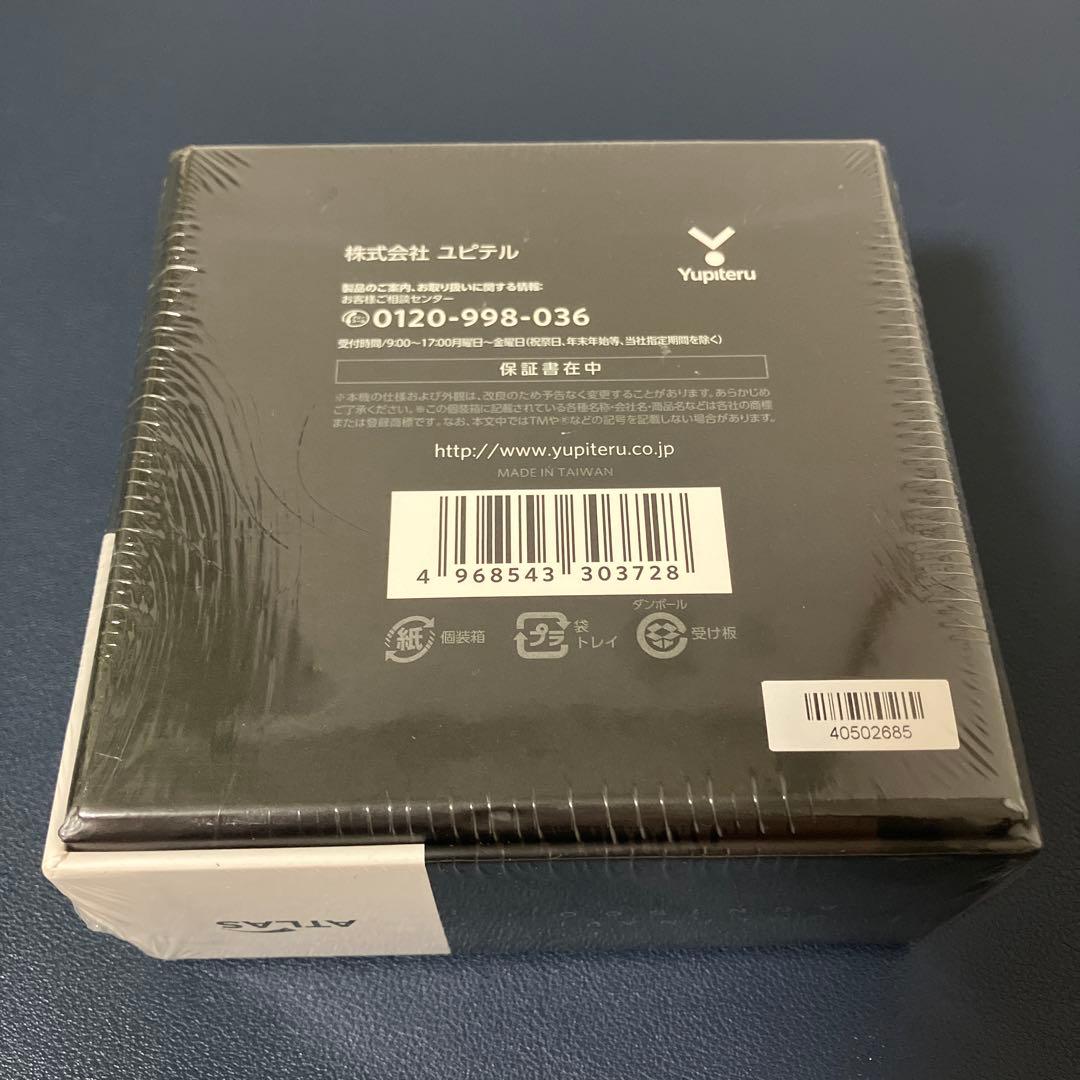 株式会社 ユピテル
Yupiteru
製品のご案内、お取り扱いに関する情報:
お客様ご相談センター
0120-998-036
受付時間/9:00〜17:00月曜日〜金曜日(祝祭日、年末年始等、当社指定期間を除く)
保証書在中
※本機の仕様および外観は、改良のため予告なく変更することがあります。あらかじめ
ご了承ください。※この個装箱に記載されている各種名称・会社名・商品名などは各社の商標
または登録商標です。なお、本文中ではTMや®などの記号を記載しない場合があります。
http://www.yupiteru.co.jp
MADE IN TAIWAN
4 968543 303728
紙 個装箱
プラ 袋
トレイ
ダンボール
受け板
40502685
ATLAS